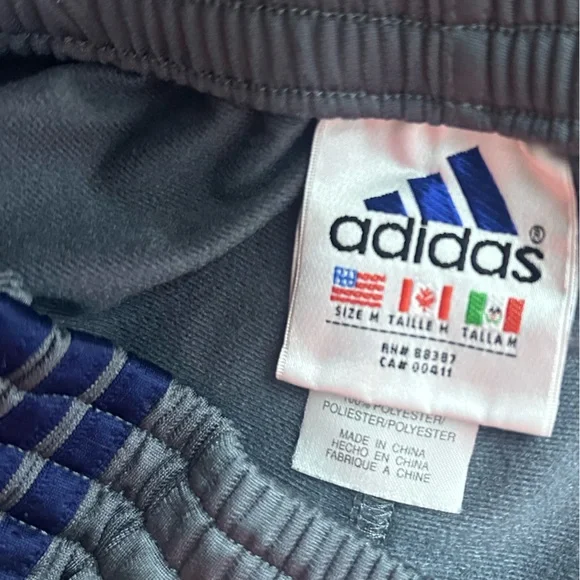 adidas®
SIZE M TAILLE M TALLA M
RN# 88387
CA# 00411
100% POLYESTER/
POLIESTER/POLYESTER
MADE IN CHINA
HECHO EN CHINA
FABRIQUE A CHINE